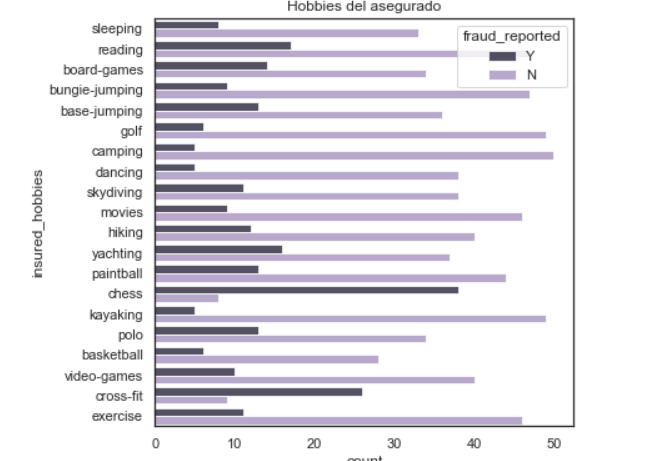 Hobbies del asegurado
fraud_reported
Y
N
insured_hobbies
sleeping
reading
board-games
bungie-jumping
base-jumping
golf
camping
dancing
skydiving
movies
hiking
yachting
paintball
chess
kayaking
polo
basketball
video-games
cross-fit
exercise
0 10 20 30 40 50
count